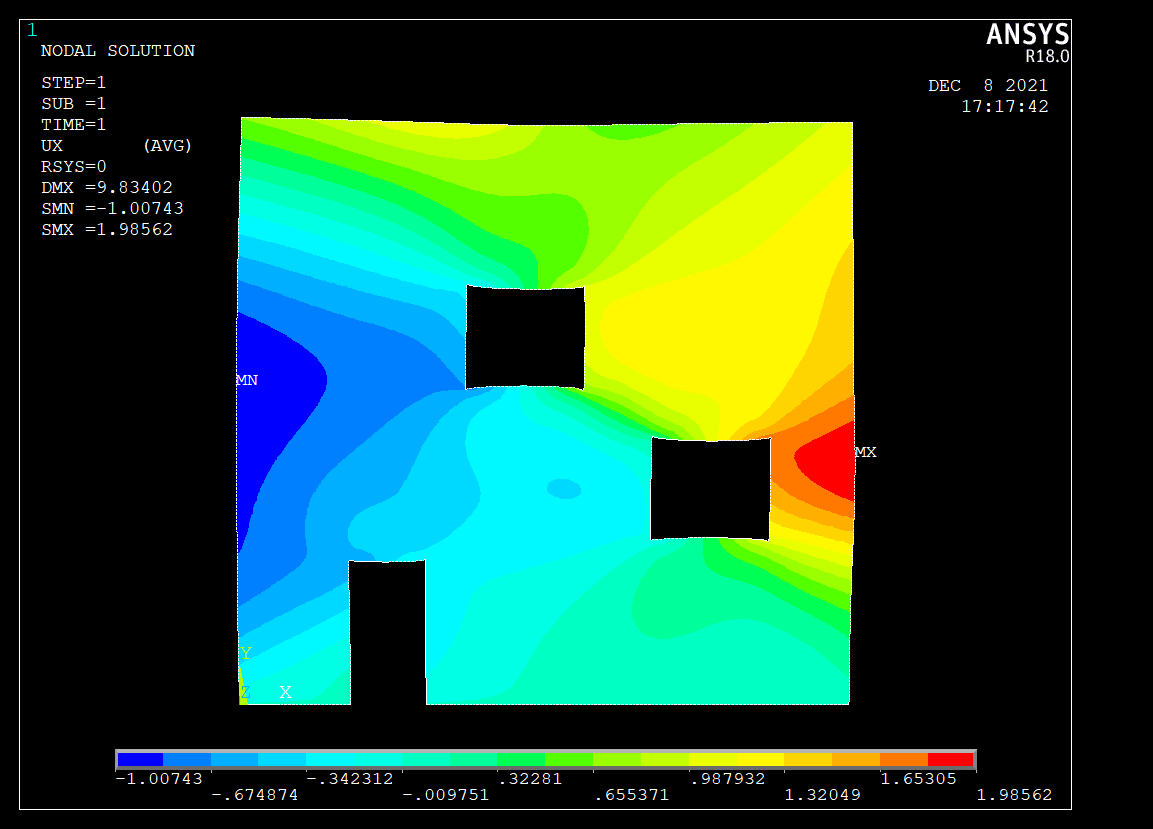 1
ANSYS
R18.0
NODAL SOLUTION
STEP=1
SUB =1
TIME=1
UX (AVG)
RSYS=0
DMX =9.83402
SMN =-1.00743
SMX =1.98562
DEC 8 2021
17:17:42
MN
MX
Y
Z X
-1.00743 -.342312 .32281 .987932 1.65305
-.674874 -.009751 .655371 1.32049 1.98562